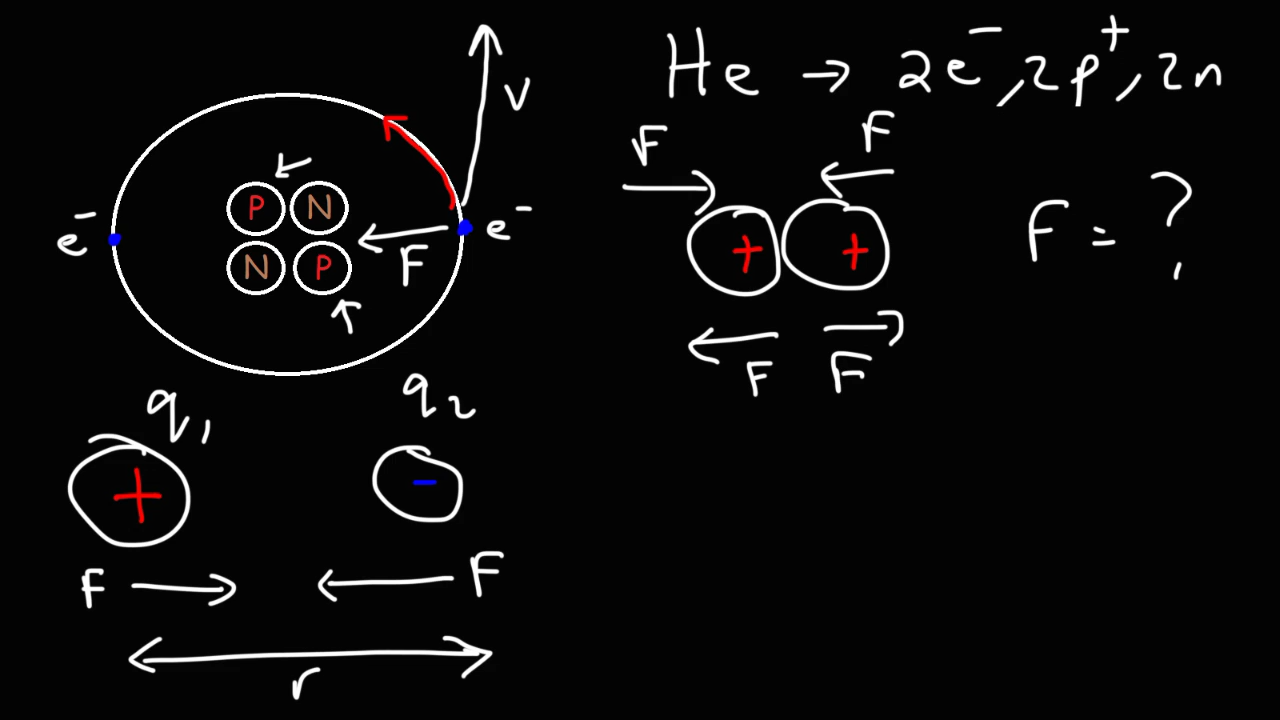 He → 2e⁻, 2p⁺, 2n
v
F
F
P N
e⁻
F
e⁻
N P
+ +
F = ?
F F
q₁
q₂
+
-
F
F
r